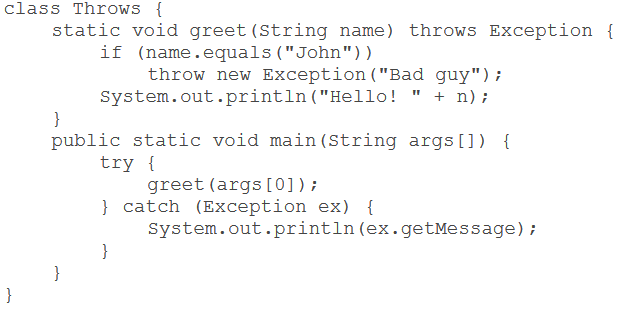 class Throws {
    static void greet(String name) throws Exception {
        if (name.equals("John"))
            throw new Exception("Bad guy");
        System.out.println("Hello! " + n);
    }
    public static void main(String args[]) {
        try {
            greet(args[0]);
        } catch (Exception ex) {
            System.out.println(ex.getMessage);
        }
    }
}